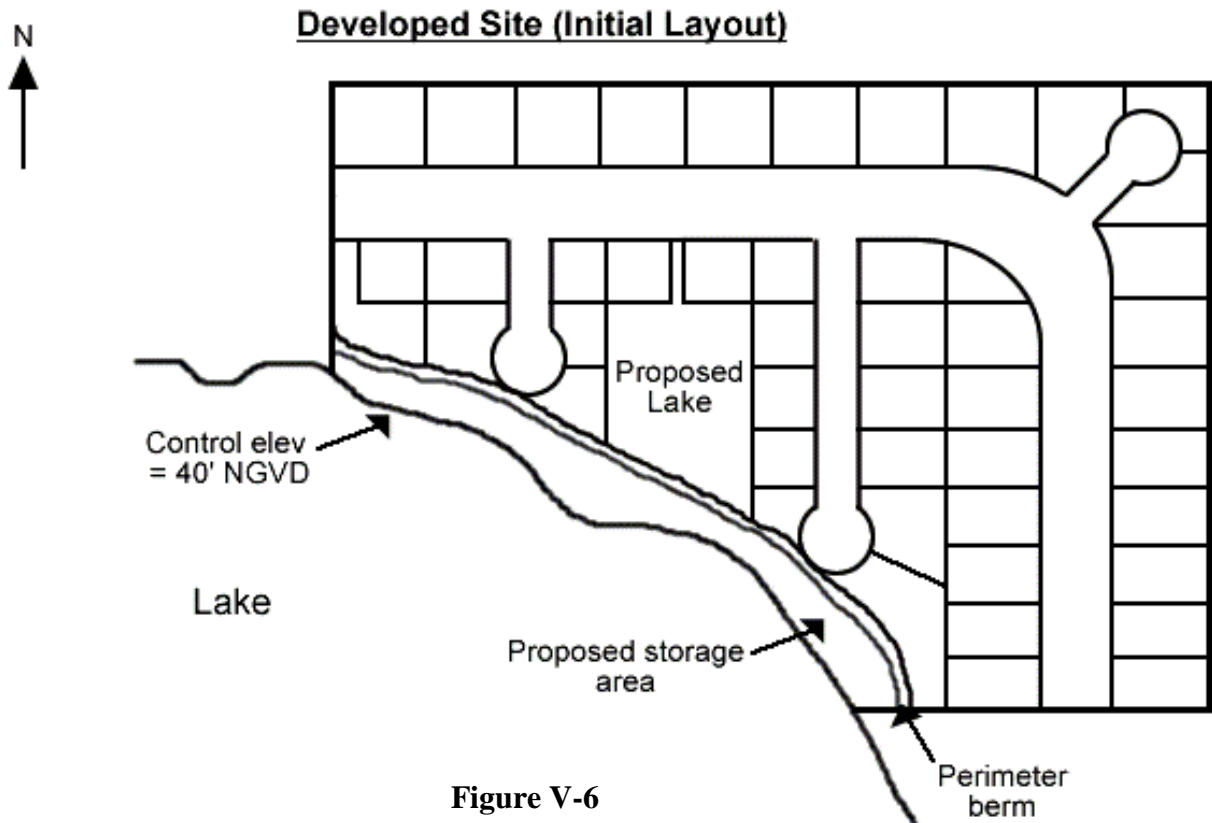 Developed Site (Initial Layout)
N
Proposed
Lake
Control elev
= 40' NGVD
Lake
Proposed storage
area
Perimeter
berm
Figure V-6